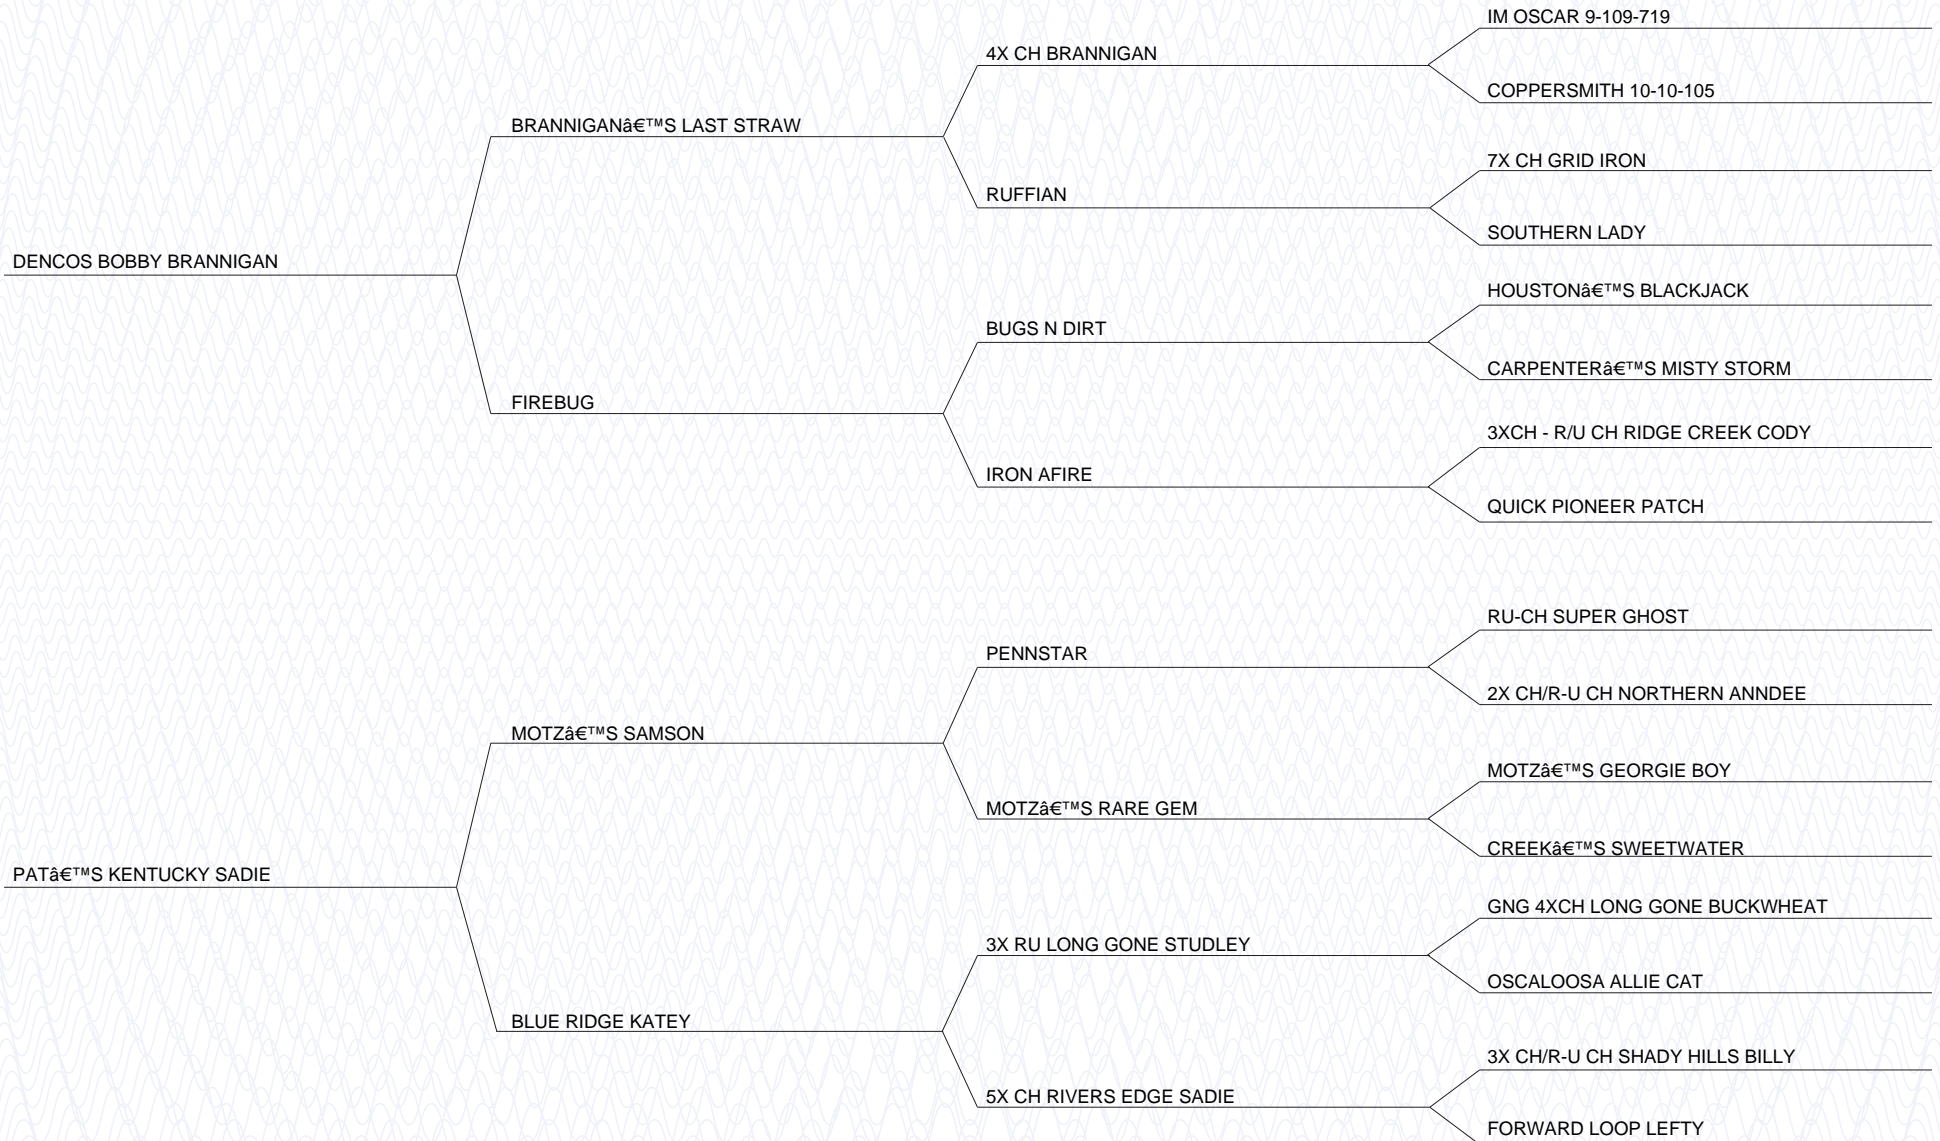 IM OSCAR 9-109-719
4X CH BRANNIGAN
COPPERSMITH 10-10-105
BRANNIGANâ€™S LAST STRAW
7X CH GRID IRON
RUFFIAN
SOUTHERN LADY
DENCOS BOBBY BRANNIGAN
HOUSTONâ€™S BLACKJACK
BUGS N DIRT
CARPENTERâ€™S MISTY STORM
FIREBUG
3XCH - R/U CH RIDGE CREEK CODY
IRON AFIRE
QUICK PIONEER PATCH
RU-CH SUPER GHOST
PENNSTAR
2X CH/R-U CH NORTHERN ANNDEE
MOTZâ€™S SAMSON
MOTZâ€™S GEORGIE BOY
MOTZâ€™S RARE GEM
CREEKâ€™S SWEETWATER
PATâ€™S KENTUCKY SADIE
GNG 4XCH LONG GONE BUCKWHEAT
3X RU LONG GONE STUDLEY
OSCALOOSA ALLIE CAT
BLUE RIDGE KATEY
3X CH/R-U CH SHADY HILLS BILLY
5X CH RIVERS EDGE SADIE
FORWARD LOOP LEFTY